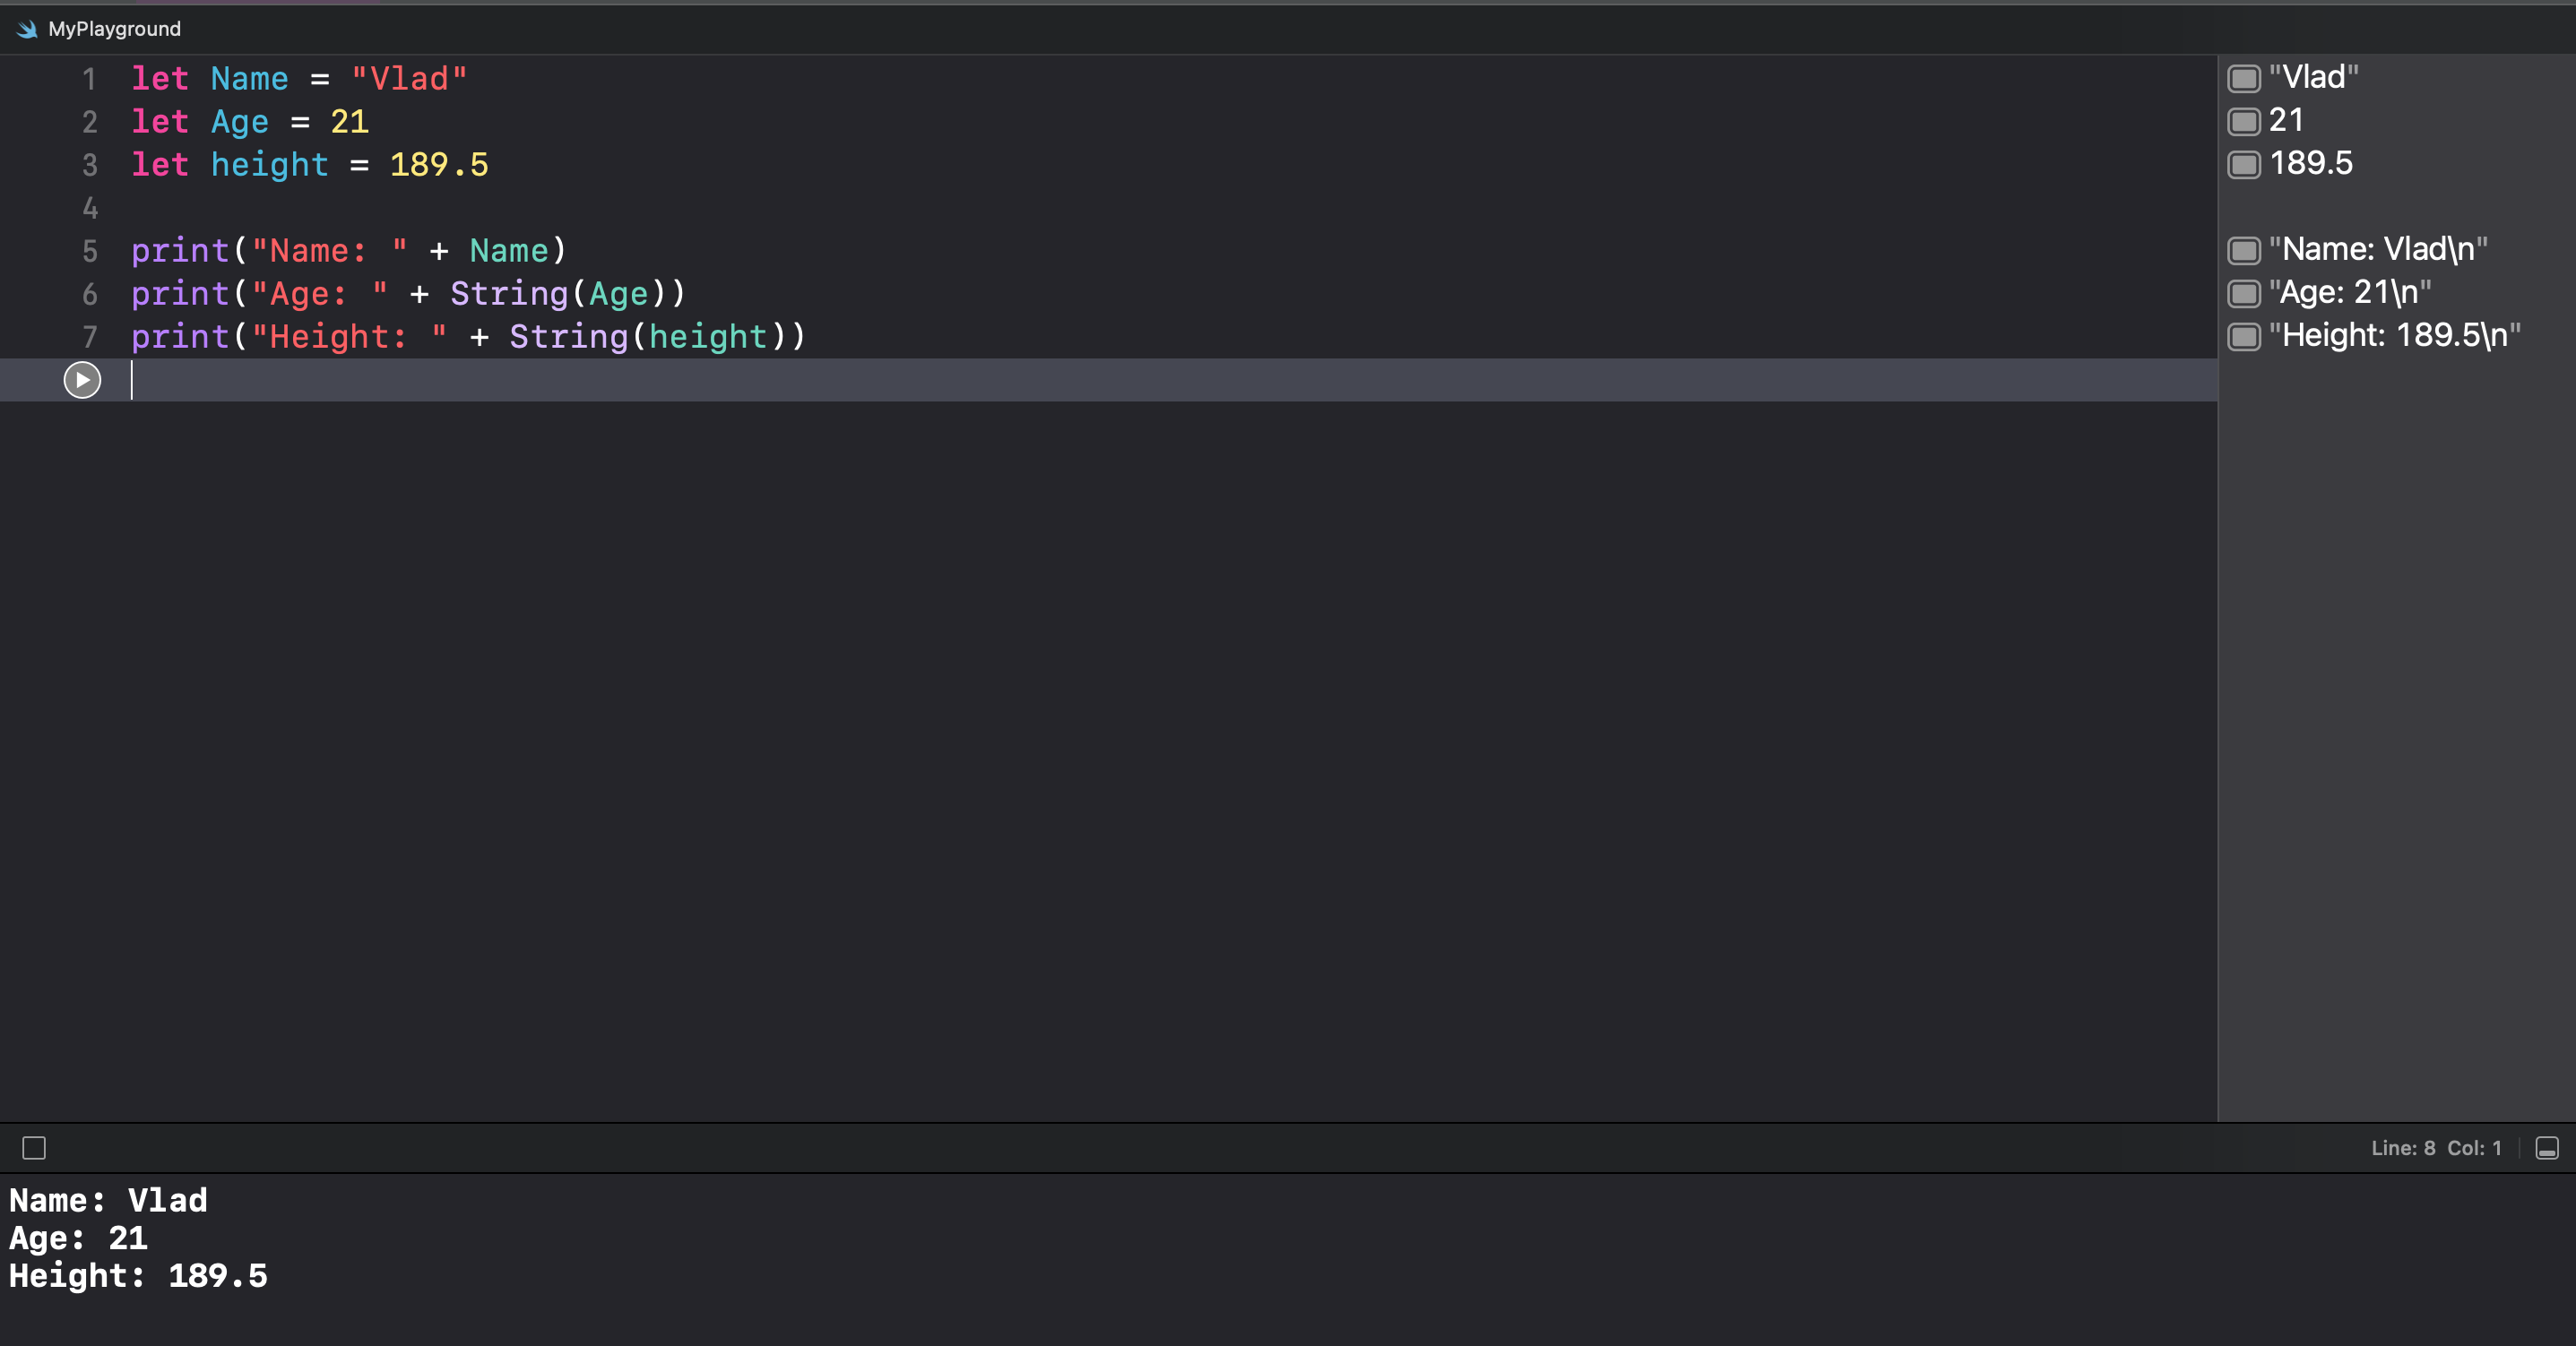 MyPlayground
1 let Name = "Vlad"
2 let Age = 21
3 let height = 189.5
4
5 print("Name: " + Name)
6 print("Age: " + String(Age))
7 print("Height: " + String(height))
"Vlad"
21
189.5
"Name: Vlad\n"
"Age: 21\n"
"Height: 189.5\n"
Line: 8 Col: 1
Name: Vlad
Age: 21
Height: 189.5